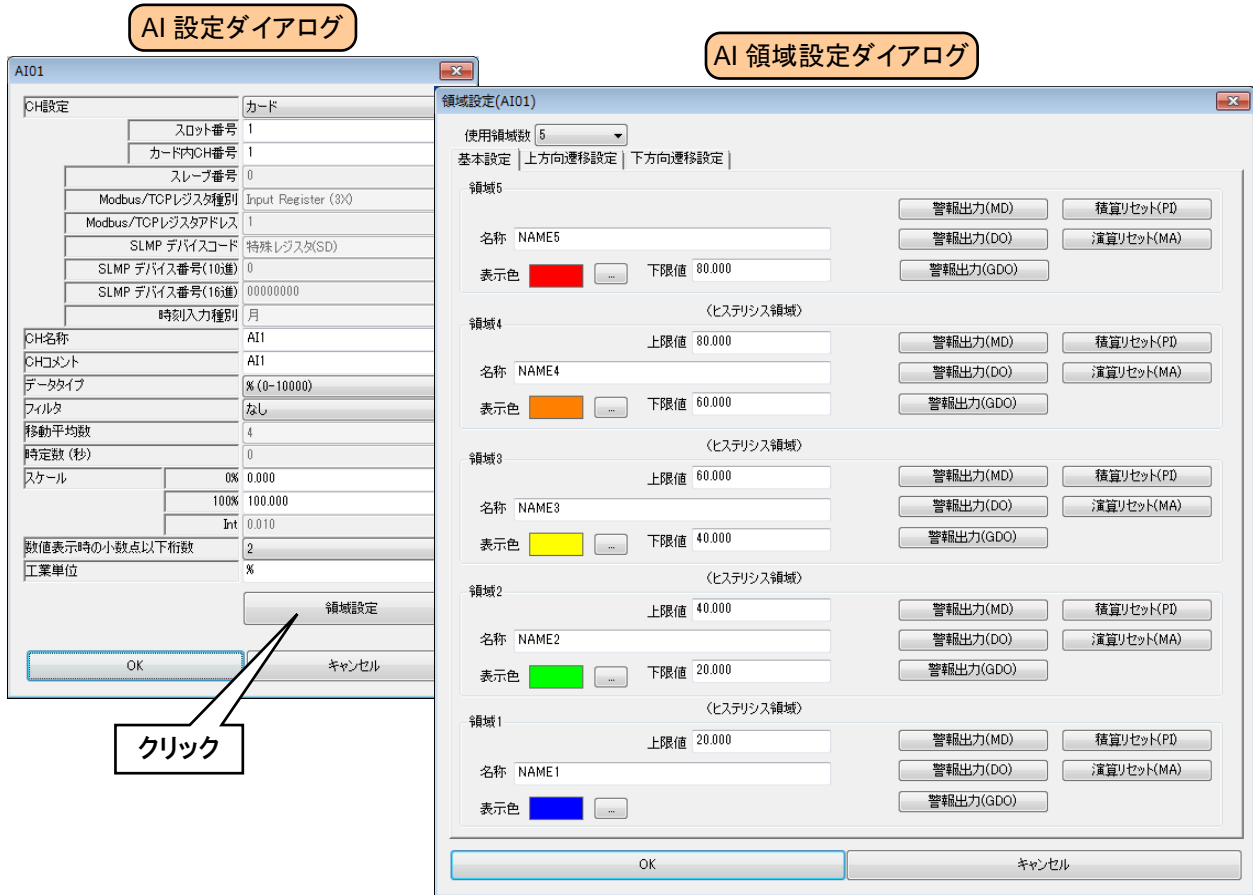 AI 設定ダイアログ
AI01
CH設定 カード
スロット番号 1
カード内CH番号 1
スレーブ番号 0
Modbus/TCPレジスタ種別 Input Register (3X)
Modbus/TCPレジスタアドレス 1
SLMP デバイスコード 特殊レジスタ(SD)
SLMP デバイス番号(10進) 0
SLMP デバイス番号(16進) 00000000
時刻入力種別 月
CH名称 AI1
CHコメント AI1
データタイプ % (0-10000)
フィルタ なし
移動平均数 4
時定数 (秒) 0
スケール 0% 0.000
100% 100.000
Int 0.010
数値表示時の小数点以下桁数 2
工業単位 %
領域設定
OK キャンセル
クリック
AI 領域設定ダイアログ
領域設定(AI01)
使用領域数 5
基本設定 上方向遷移設定 下方向遷移設定
領域5
警報出力(MD) 積算リセット(PI)
名称 NAME5 警報出力(DO) 演算リセット(MA)
表示色 ... 下限値 80.000 警報出力(GDO)
(ヒステリシス領域)
領域4
上限値 80.000 警報出力(MD) 積算リセット(PI)
名称 NAME4 警報出力(DO) 演算リセット(MA)
表示色 ... 下限値 60.000 警報出力(GDO)
(ヒステリシス領域)
領域3
上限値 60.000 警報出力(MD) 積算リセット(PI)
名称 NAME3 警報出力(DO) 演算リセット(MA)
表示色 ... 下限値 40.000 警報出力(GDO)
(ヒステリシス領域)
領域2
上限値 40.000 警報出力(MD) 積算リセット(PI)
名称 NAME2 警報出力(DO) 演算リセット(MA)
表示色 ... 下限値 20.000 警報出力(GDO)
(ヒステリシス領域)
領域1
上限値 20.000 警報出力(MD) 積算リセット(PI)
名称 NAME1 警報出力(DO) 演算リセット(MA)
表示色 ... 警報出力(GDO)
OK キャンセル